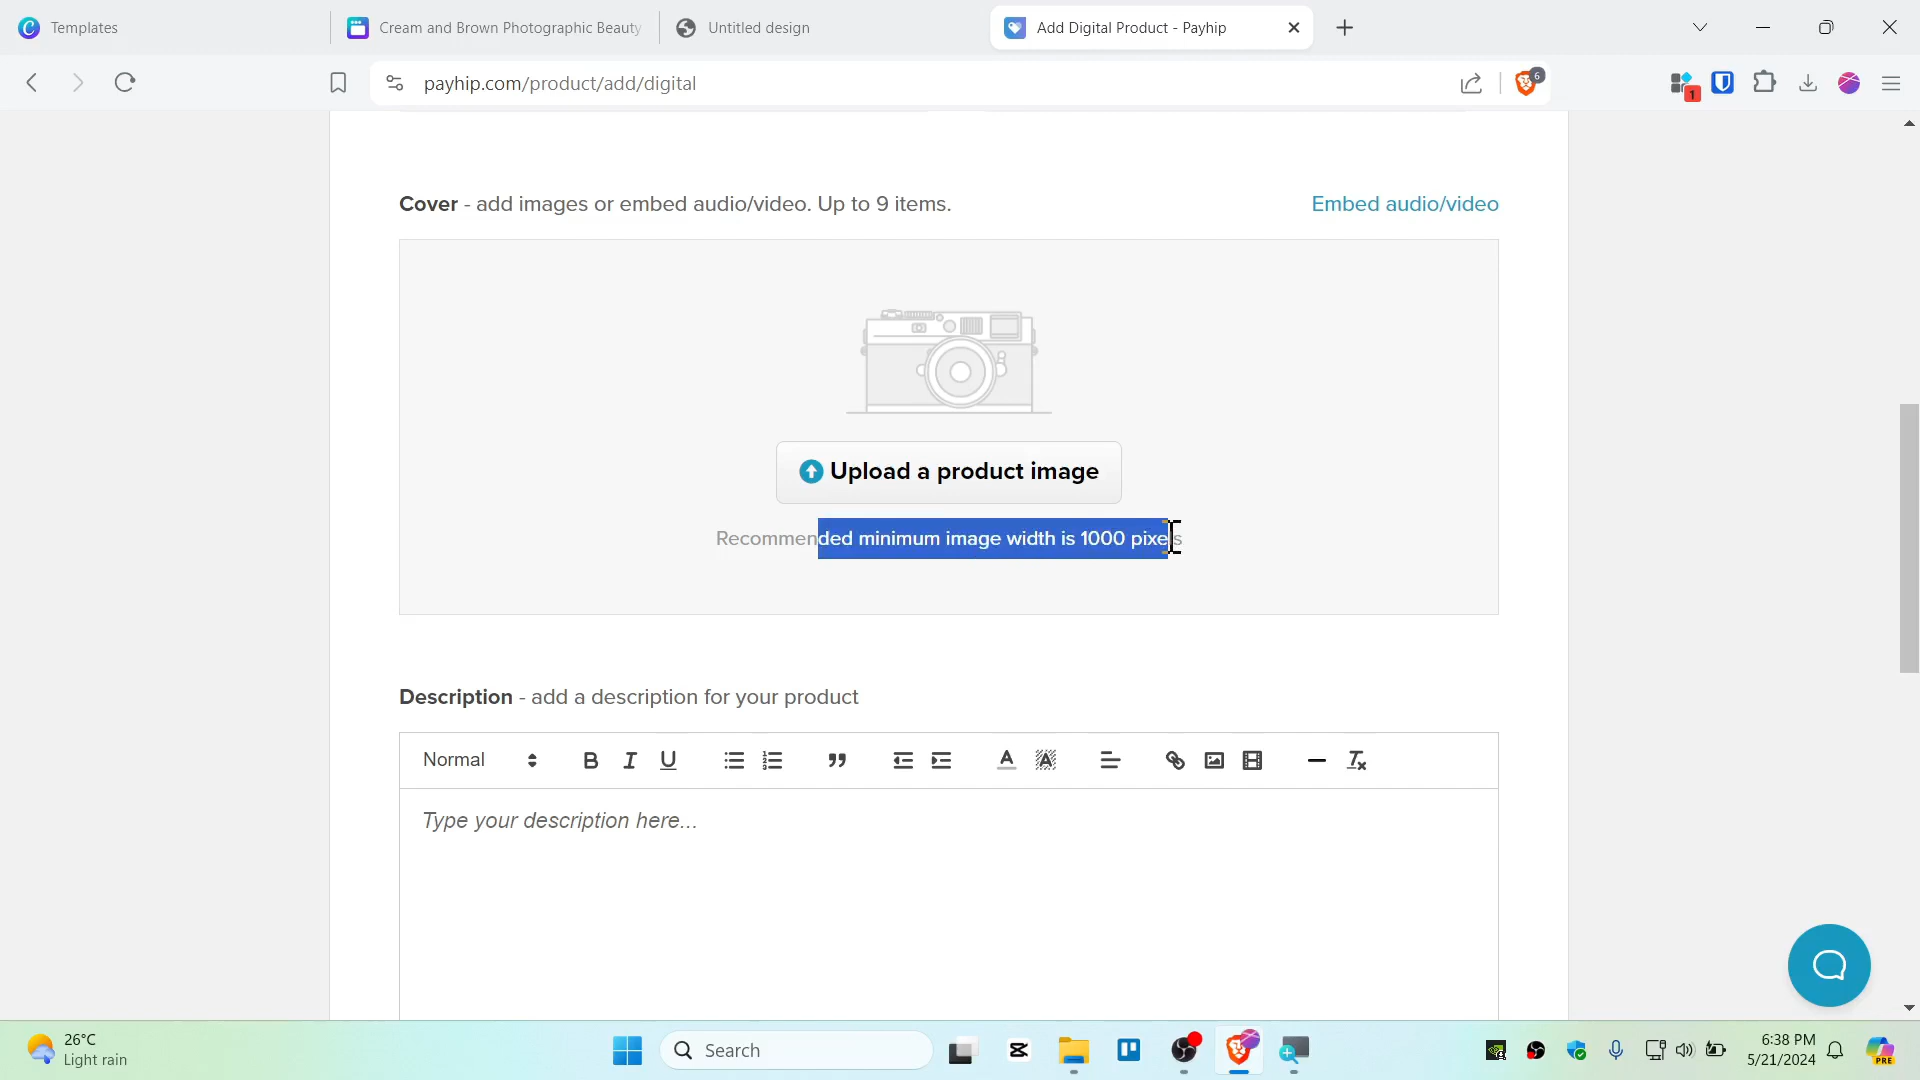 Templates
Cream and Brown Photographic Beauty
Untitled design
Add Digital Product - Payhip
payhip.com/product/add/digital
6
1
Cover - add images or embed audio/video. Up to 9 items.
Embed audio/video
Upload a product image
Recommended minimum image width is 1000 pixels
Description - add a description for your product
Normal
Type your description here...
26°C
Light rain
Search
6:38 PM
5/21/2024
PRE